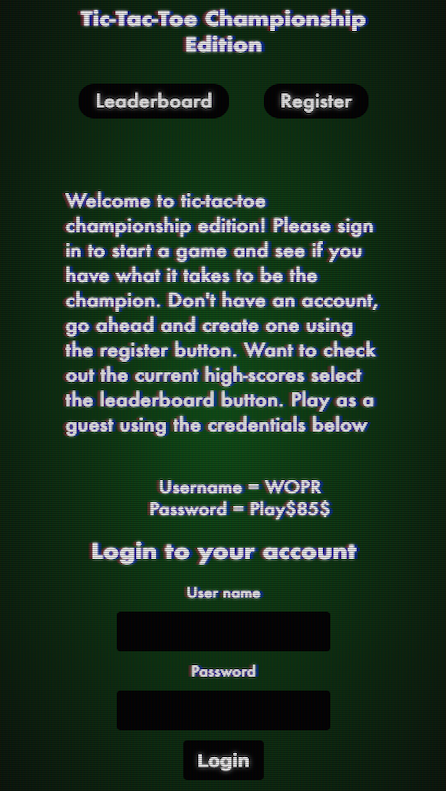 Tic-Tac-Toe Championship
Edition
Leaderboard
Register
Welcome to tic-tac-toe
championship edition! Please sign
in to start a game and see if you
have what it takes to be the
champion. Don't have an account,
go ahead and create one using
the register button. Want to check
out the current high-scores select
the leaderboard button. Play as a
guest using the credentials below
Username = WOPR
Password = Play$85$
Login to your account
User name
Password
Login